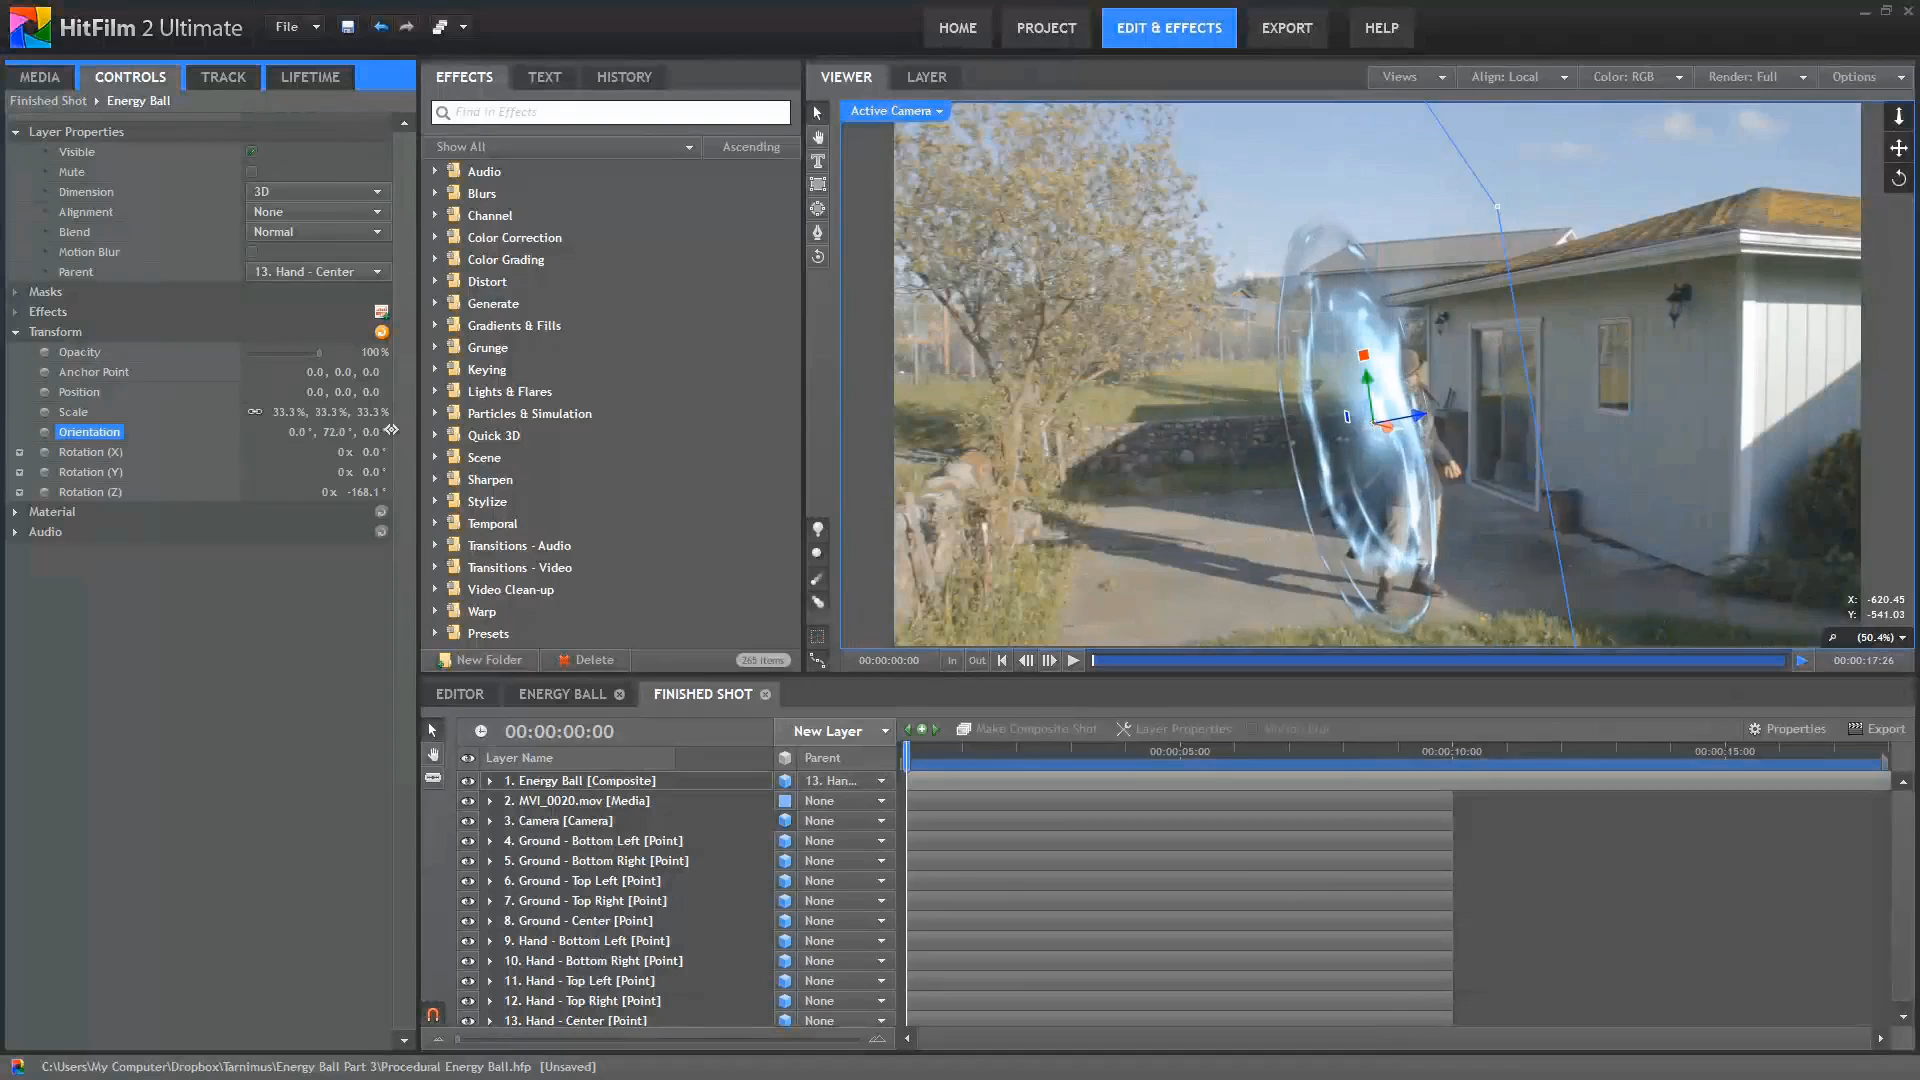 HitFilm 2 Ultimate
File
HOME
PROJECT
EDIT & EFFECTS
EXPORT
HELP
MEDIA
CONTROLS
TRACK
LIFETIME
Finished Shot
Energy Ball
Layer Properties
Visible
Mute
Dimension 3D
Alignment None
Blend Normal
Motion Blur
Parent 13. Hand - Center
Masks
Effects
Transform
Opacity 100%
Anchor Point 0.0, 0.0, 0.0
Position 0.0, 0.0, 0.0
Scale 33.3%, 33.3%, 33.3%
Orientation 0.0°, 72.0°, 0.0
Rotation (X) 0x 0.0°
Rotation (Y) 0x 0.0°
Rotation (Z) 0x -168.1°
Material
Audio
EFFECTS
TEXT
HISTORY
Find in Effects
Show All
Ascending
Audio
Blurs
Channel
Color Correction
Color Grading
Distort
Generate
Gradients & Fills
Grunge
Keying
Lights & Flares
Particles & Simulation
Quick 3D
Scene
Sharpen
Stylize
Temporal
Transitions - Audio
Transitions - Video
Video Clean-up
Warp
Presets
New Folder
Delete
265 items
VIEWER
LAYER
Views
Align: Local
Color: RGB
Render: Full
Options
Active Camera
X: -620.45
Y: -541.03
(50.4%)
00:00:00:00
In
Out
00:00:17:26
EDITOR
ENERGY BALL
FINISHED SHOT
00:00:00:00
New Layer
Make Composite Shot
Layer Properties
Motion Blur
Properties
Export
Layer Name
Parent
00:00:05:00
00:00:10:00
00:00:15:00
1. Energy Ball [Composite] 13. Han...
2. MVI_0020.mov [Media] None
3. Camera [Camera] None
4. Ground - Bottom Left [Point] None
5. Ground - Bottom Right [Point] None
6. Ground - Top Left [Point] None
7. Ground - Top Right [Point] None
8. Ground - Center [Point] None
9. Hand - Bottom Left [Point] None
10. Hand - Bottom Right [Point] None
11. Hand - Top Left [Point] None
12. Hand - Top Right [Point] None
13. Hand - Center [Point] None
C:\Users\My Computer\Dropbox\Tarnimus\Energy Ball Part 3\Procedural Energy Ball.hfp [Unsaved]